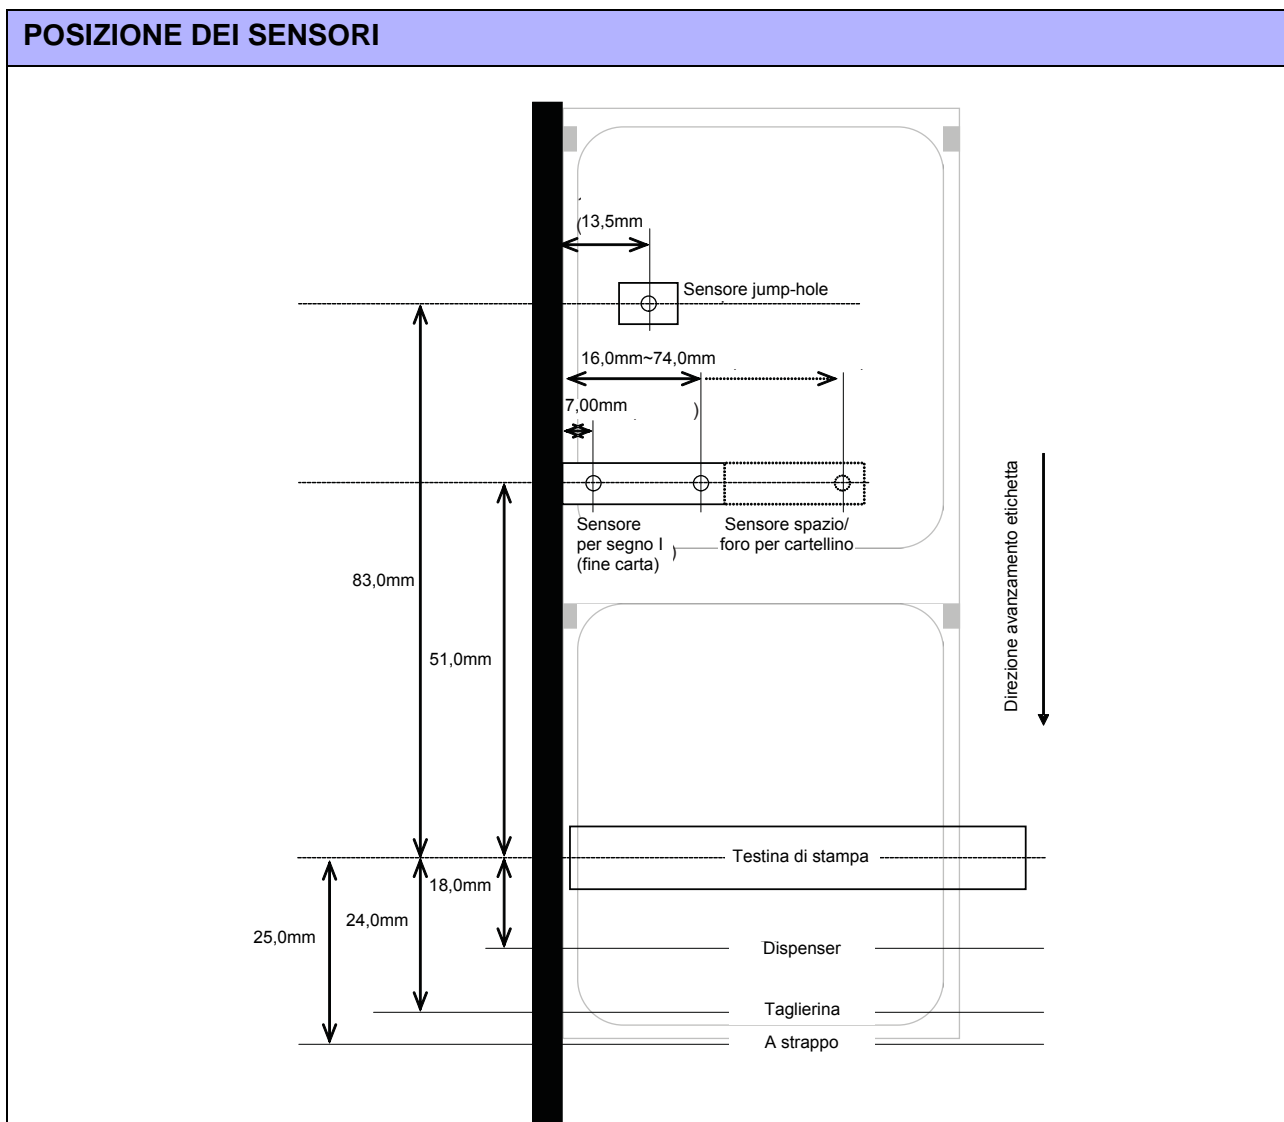 POSIZIONE DEI SENSORI
(13,5mm
Sensore jump-hole
16,0mm~74,0mm
7,00mm
)
Sensore
per segno I
(fine carta)
)
Sensore spazio/
foro per cartellino
Direzione avanzamento etichetta
83,0mm
51,0mm
Testina di stampa
18,0mm
24,0mm
25,0mm
Dispenser
Taglierina
A strappo